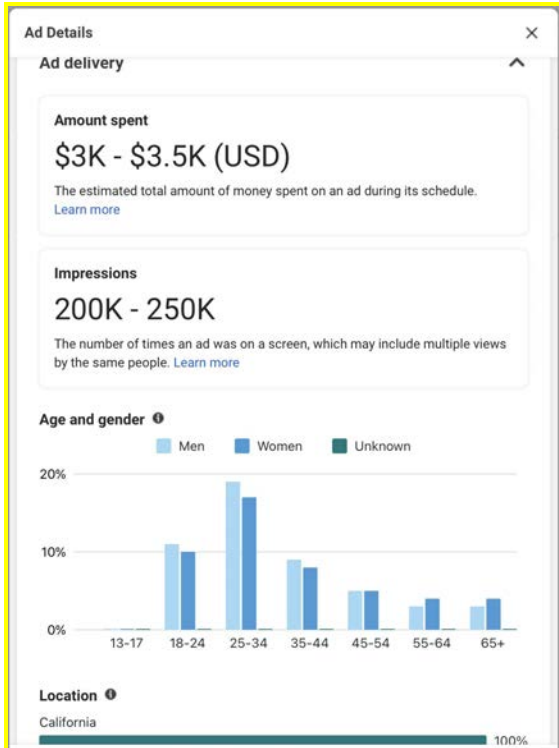 Ad Details
Ad delivery
Amount spent
$3K - $3.5K (USD)
The estimated total amount of money spent on an ad during its schedule.
Learn more
Impressions
200K - 250K
The number of times an ad was on a screen, which may include multiple views
by the same people. Learn more
Age and gender
Men Women Unknown
20%
10%
0%
13-17 18-24 25-34 35-44 45-54 55-64 65+
Location
California
100%